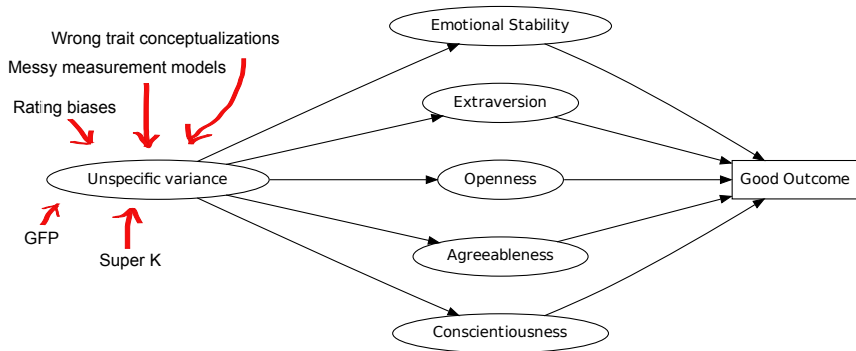 Wrong trait conceptualizations
Messy measurement models
Rating biases
Unspecific variance
GFP
Super K
Emotional Stability
Extraversion
Openness
Agreeableness
Conscientiousness
Good Outcome